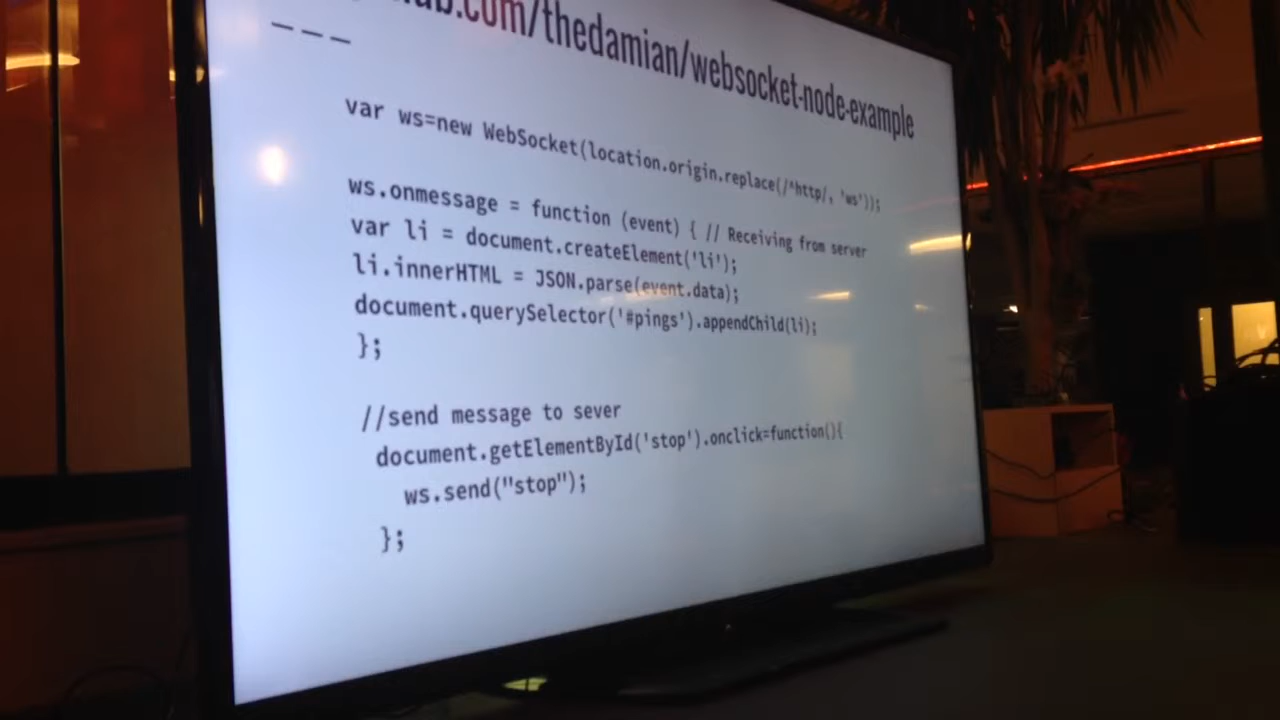 hub.com/thedamian/websocket-node-example
---
var ws=new WebSocket(location.origin.replace(/^http/, 'ws'));
ws.onmessage = function (event) { // Receiving from server
var li = document.createElement('li');
li.innerHTML = JSON.parse(event.data);
document.querySelector('#pings').appendChild(li);
};
//send message to sever
document.getElementById('stop').onclick=function(){
ws.send("stop");
};